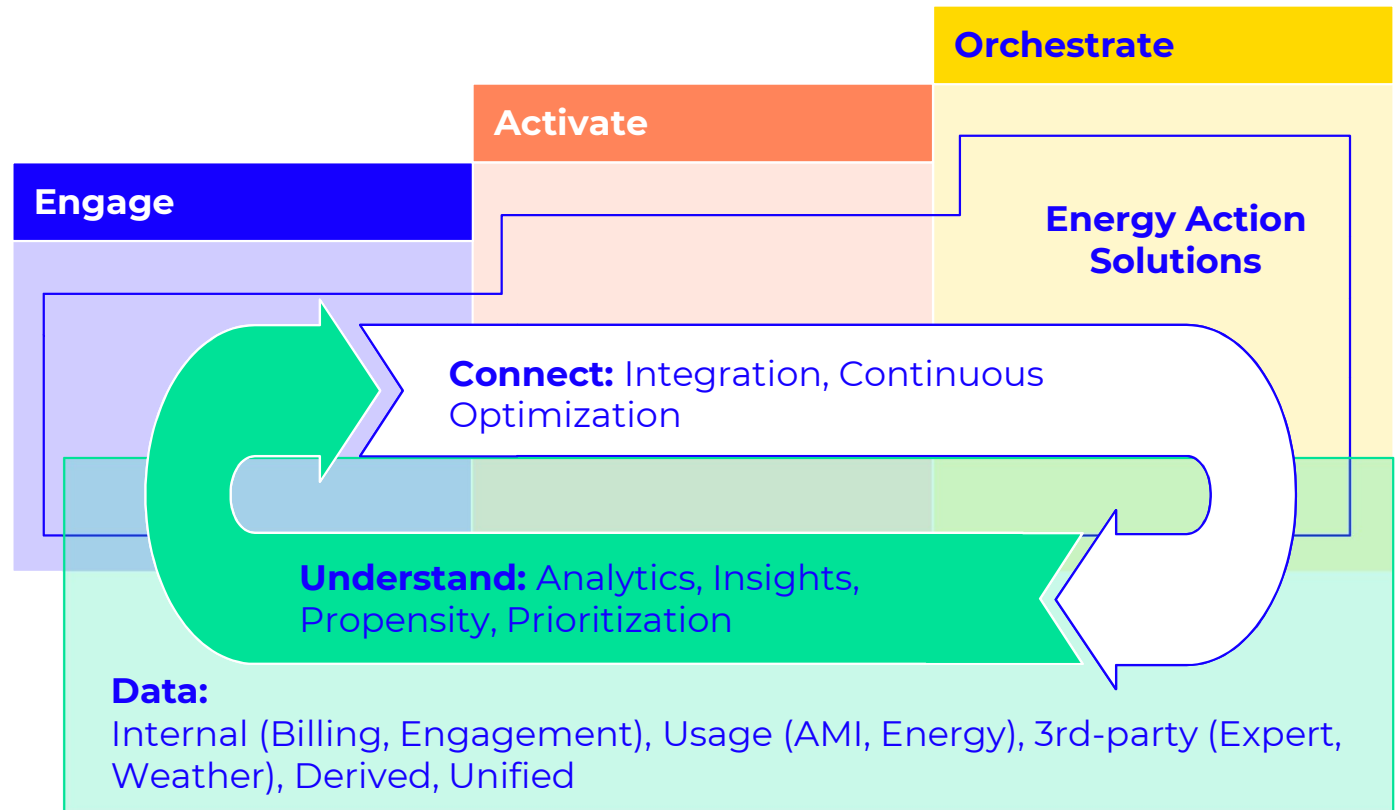 Orchestrate
Activate
Engage
Energy Action
Solutions
Connect: Integration, Continuous
Optimization
Understand: Analytics, Insights,
Propensity, Prioritization
Data:
Internal (Billing, Engagement), Usage (AMI, Energy), 3rd-party (Expert,
Weather), Derived, Unified